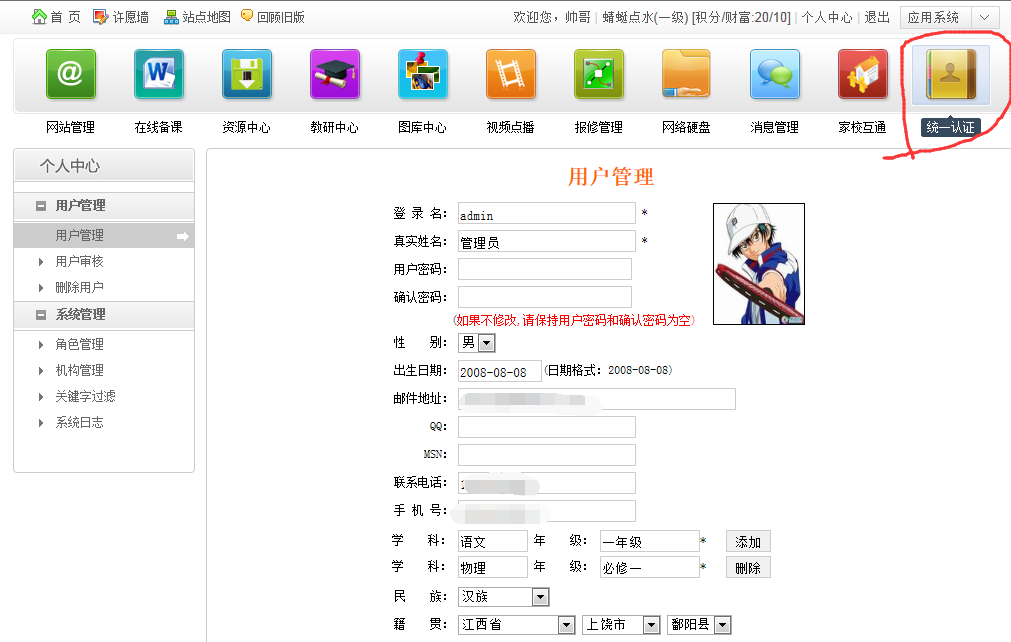 首 页 许愿墙 站点地图 回顾旧版 欢迎您，帅哥 | 蜻蜓点水(一级) [积分/财富:20/10] | 个人中心 | 退出 应用系统
@ W
网站管理 在线备课 资源中心 教研中心 图库中心 视频点播 报修管理 网络硬盘 消息管理 家校互通 统一认证
个人中心
用户管理
用户管理
用户审核
删除用户
系统管理
角色管理
机构管理
关键字过滤
系统日志
用户管理
登 录 名: admin *
真实姓名: 管理员 *
用户密码:
确认密码:
(如果不修改,请保持用户密码和确认密码为空)
性 别: 男
出生日期: 2008-08-08 (日期格式: 2008-08-08)
邮件地址:
QQ:
MSN:
联系电话:
手 机 号:
学 科: 语文 年 级: 一年级 * 添加
学 科: 物理 年 级: 必修一 * 删除
民 族: 汉族
籍 贯: 江西省 上饶市 鄱阳县